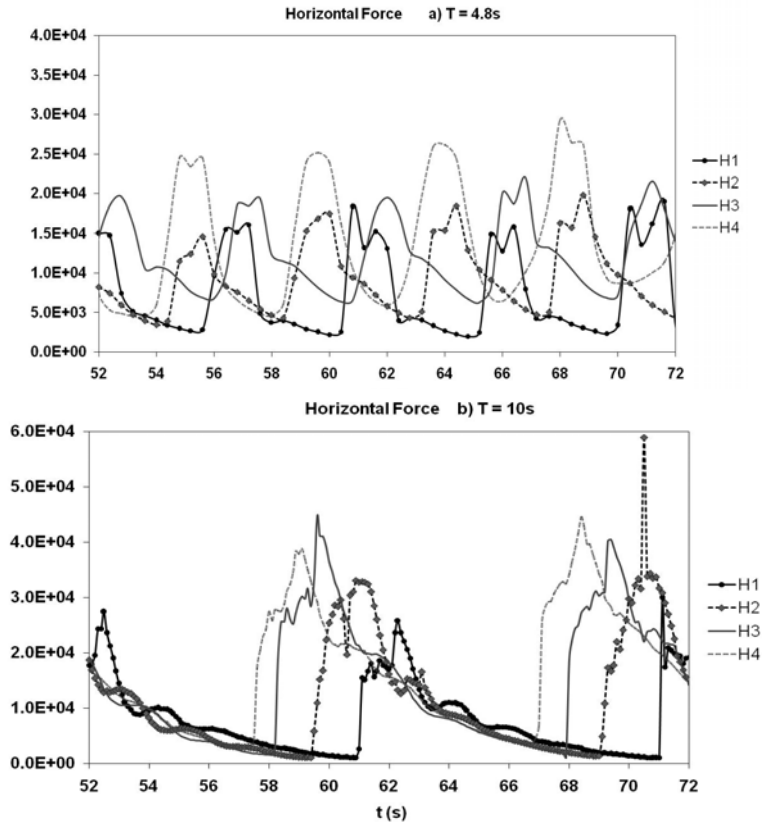 Horizontal Force a) T = 4.8s
4.0E+04
3.5E+04
3.0E+04
2.5E+04
2.0E+04
1.5E+04
1.0E+04
5.0E+03
0.0E+00
52 54 56 58 60 62 64 66 68 70 72
H1
H2
H3
H4
Horizontal Force b) T = 10s
6.0E+04
5.0E+04
4.0E+04
3.0E+04
2.0E+04
1.0E+04
0.0E+00
52 54 56 58 60 62 64 66 68 70 72
t (s)
H1
H2
H3
H4